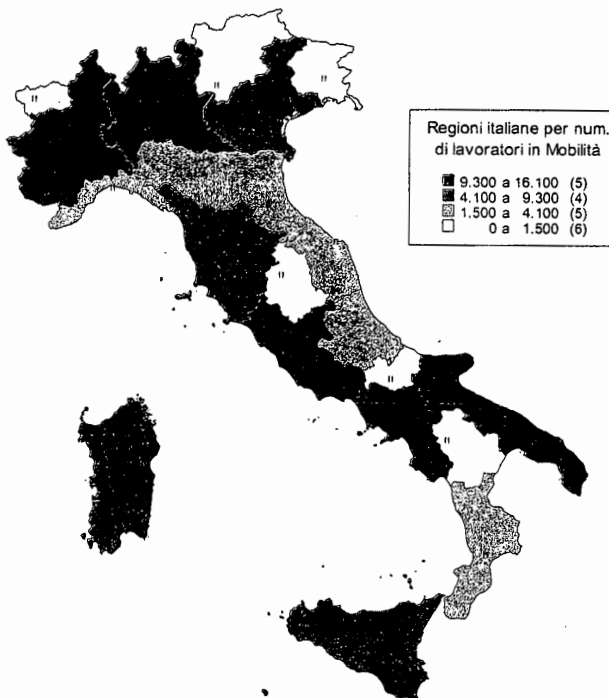 Regioni italiane per num.
di lavoratori in Mobilità
9.300 a 16.100 (5)
4.100 a 9.300 (4)
1.500 a 4.100 (5)
0 a 1.500 (6)